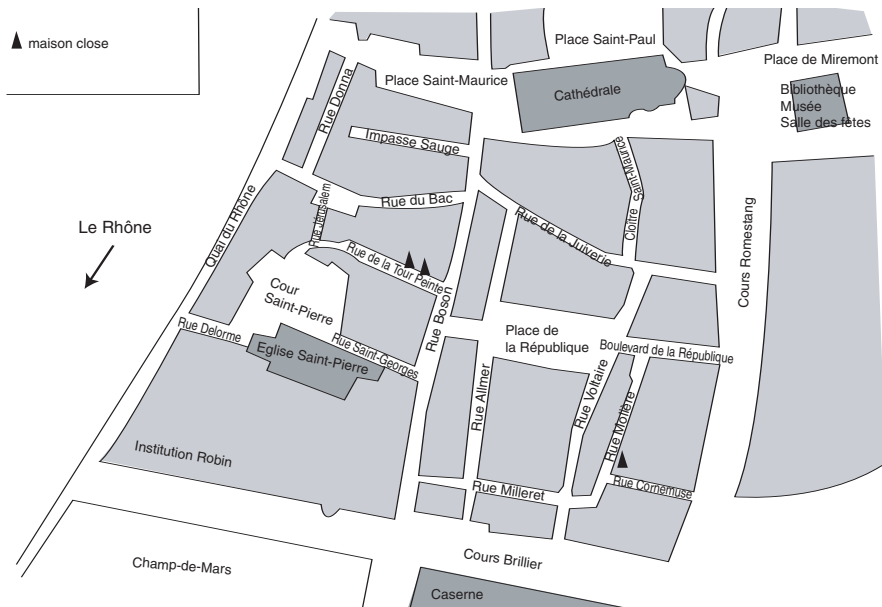 maison close
Place Saint-Paul
Place de Miremont
Place Saint-Maurice
Cathédrale
Bibliothèque
Musée
Salle des fêtes
Rue Donna
Impasse Sauge
Cloître Saint-Maurice
Rue du Bac
Rue Jérusalem
Rue de la Juiverie
Quai du Rhône
Le Rhône
Rue de la Tour Peinte
Cours Romestang
Cour
Saint-Pierre
Rue Boson
Rue Delorme
Rue Saint-Georges
Place de
la République
Boulevard de la République
Eglise Saint-Pierre
Rue Allmer
Rue Voltaire
Rue Molière
Institution Robin
Rue Milleret
Rue Cornemuse
Cours Brillier
Champ-de-Mars
Caserne